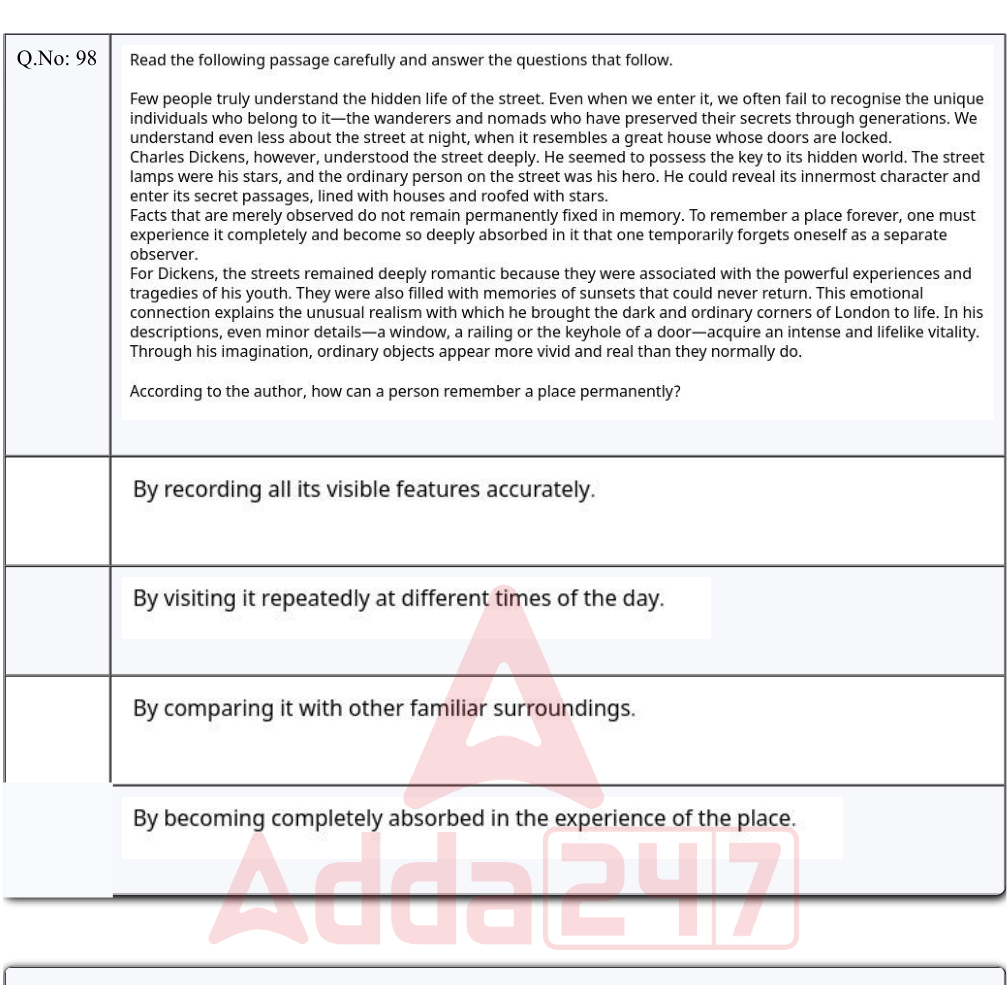 Q.No: 98
Read the following passage carefully and answer the questions that follow.
Few people truly understand the hidden life of the street. Even when we enter it, we often fail to recognise the unique
individuals who belong to it—the wanderers and nomads who have preserved their secrets through generations. We
understand even less about the street at night, when it resembles a great house whose doors are locked.
Charles Dickens, however, understood the street deeply. He seemed to possess the key to its hidden world. The street
lamps were his stars, and the ordinary person on the street was his hero. He could reveal its innermost character and
enter its secret passages, lined with houses and roofed with stars.
Facts that are merely observed do not remain permanently fixed in memory. To remember a place forever, one must
experience it completely and become so deeply absorbed in it that one temporarily forgets oneself as a separate
observer.
For Dickens, the streets remained deeply romantic because they were associated with the powerful experiences and
tragedies of his youth. They were also filled with memories of sunsets that could never return. This emotional
connection explains the unusual realism with which he brought the dark and ordinary corners of London to life. In his
descriptions, even minor details—a window, a railing or the keyhole of a door—acquire an intense and lifelike vitality.
Through his imagination, ordinary objects appear more vivid and real than they normally do.
According to the author, how can a person remember a place permanently?
By recording all its visible features accurately.
By visiting it repeatedly at different times of the day.
By comparing it with other familiar surroundings.
By becoming completely absorbed in the experience of the place.
Adda247